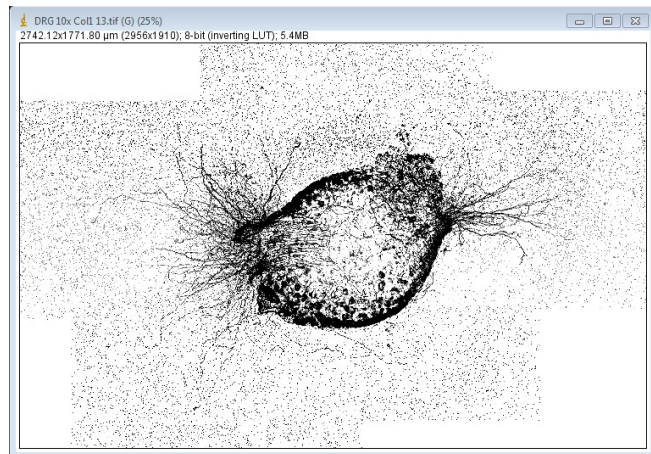 DRG 10x Col1 13.tif (G) (25%)
2742.12x1771.80 µm (2956x1910); 8-bit (inverting LUT); 5.4MB